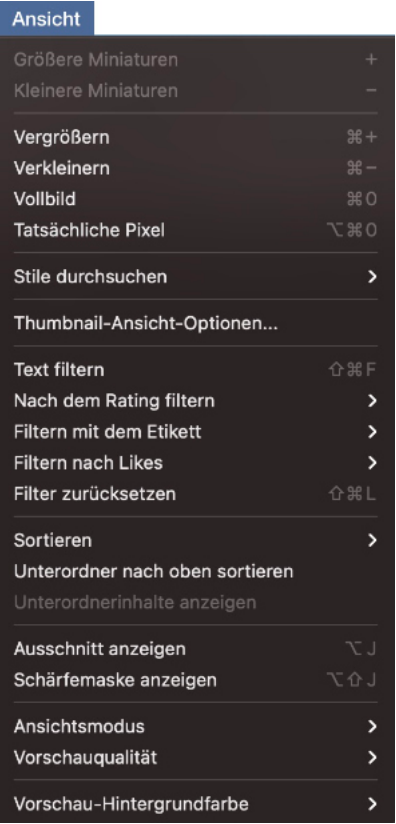 Ansicht
Größere Miniaturen +
Kleinere Miniaturen −
Vergrößern ⌘+
Verkleinern ⌘−
Vollbild ⌘0
Tatsächliche Pixel ⌥⌘0
Stile durchsuchen >
Thumbnail-Ansicht-Optionen...
Text filtern ⇧⌘F
Nach dem Rating filtern >
Filtern mit dem Etikett >
Filtern nach Likes >
Filter zurücksetzen ⇧⌘L
Sortieren >
Unterordner nach oben sortieren
Unterordnerinhalte anzeigen
Ausschnitt anzeigen ⌥J
Schärfemaske anzeigen ⌥⇧J
Ansichtsmodus >
Vorschauqualität >
Vorschau-Hintergrundfarbe >